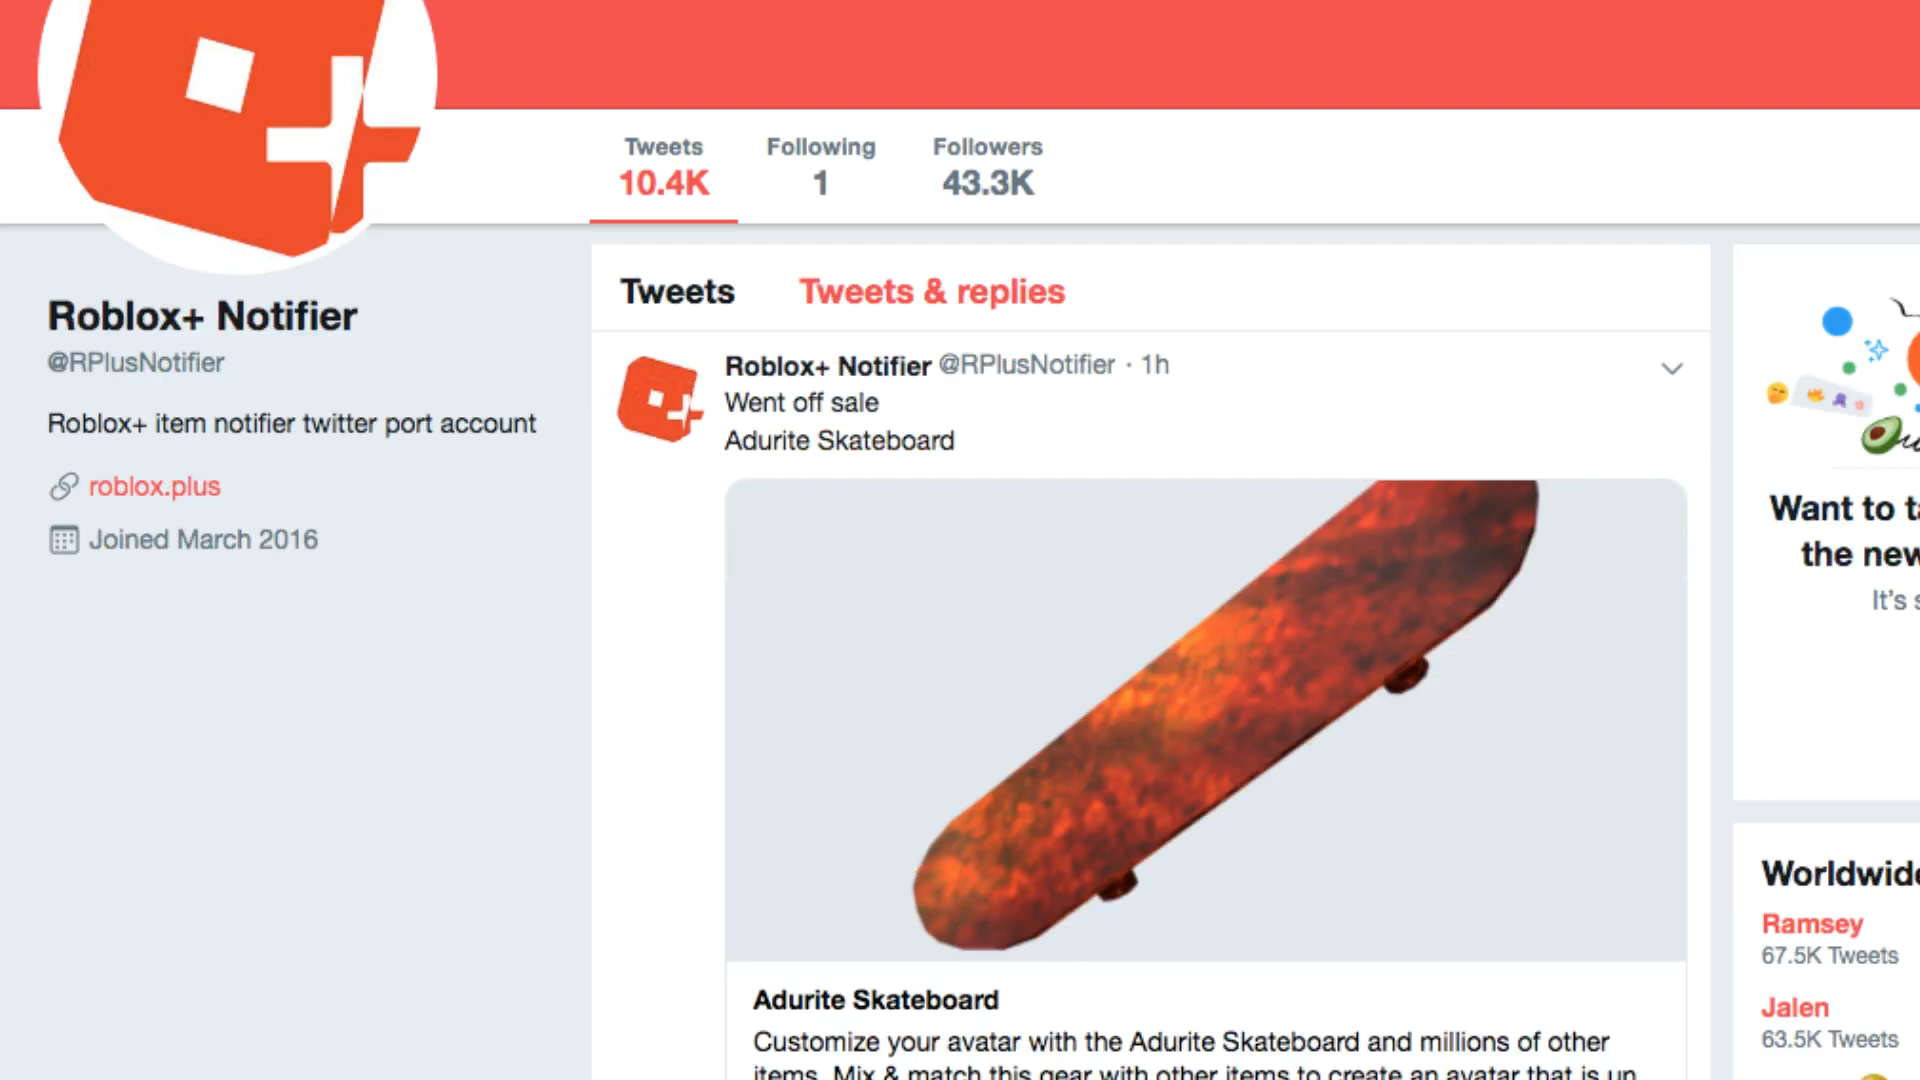 Tweets
10.4K
Following
1
Followers
43.3K
Roblox+ Notifier
@RPlusNotifier
Roblox+ item notifier twitter port account
roblox.plus
Joined March 2016
Tweets Tweets & replies
Roblox+ Notifier @RPlusNotifier · 1h
Went off sale
Adurite Skateboard
Adurite Skateboard
Customize your avatar with the Adurite Skateboard and millions of other
items. Mix & match this gear with other items to create an avatar that is un
Want to t
the new
It's s
Worldwide
Ramsey
67.5K Tweets
Jalen
63.5K Tweets